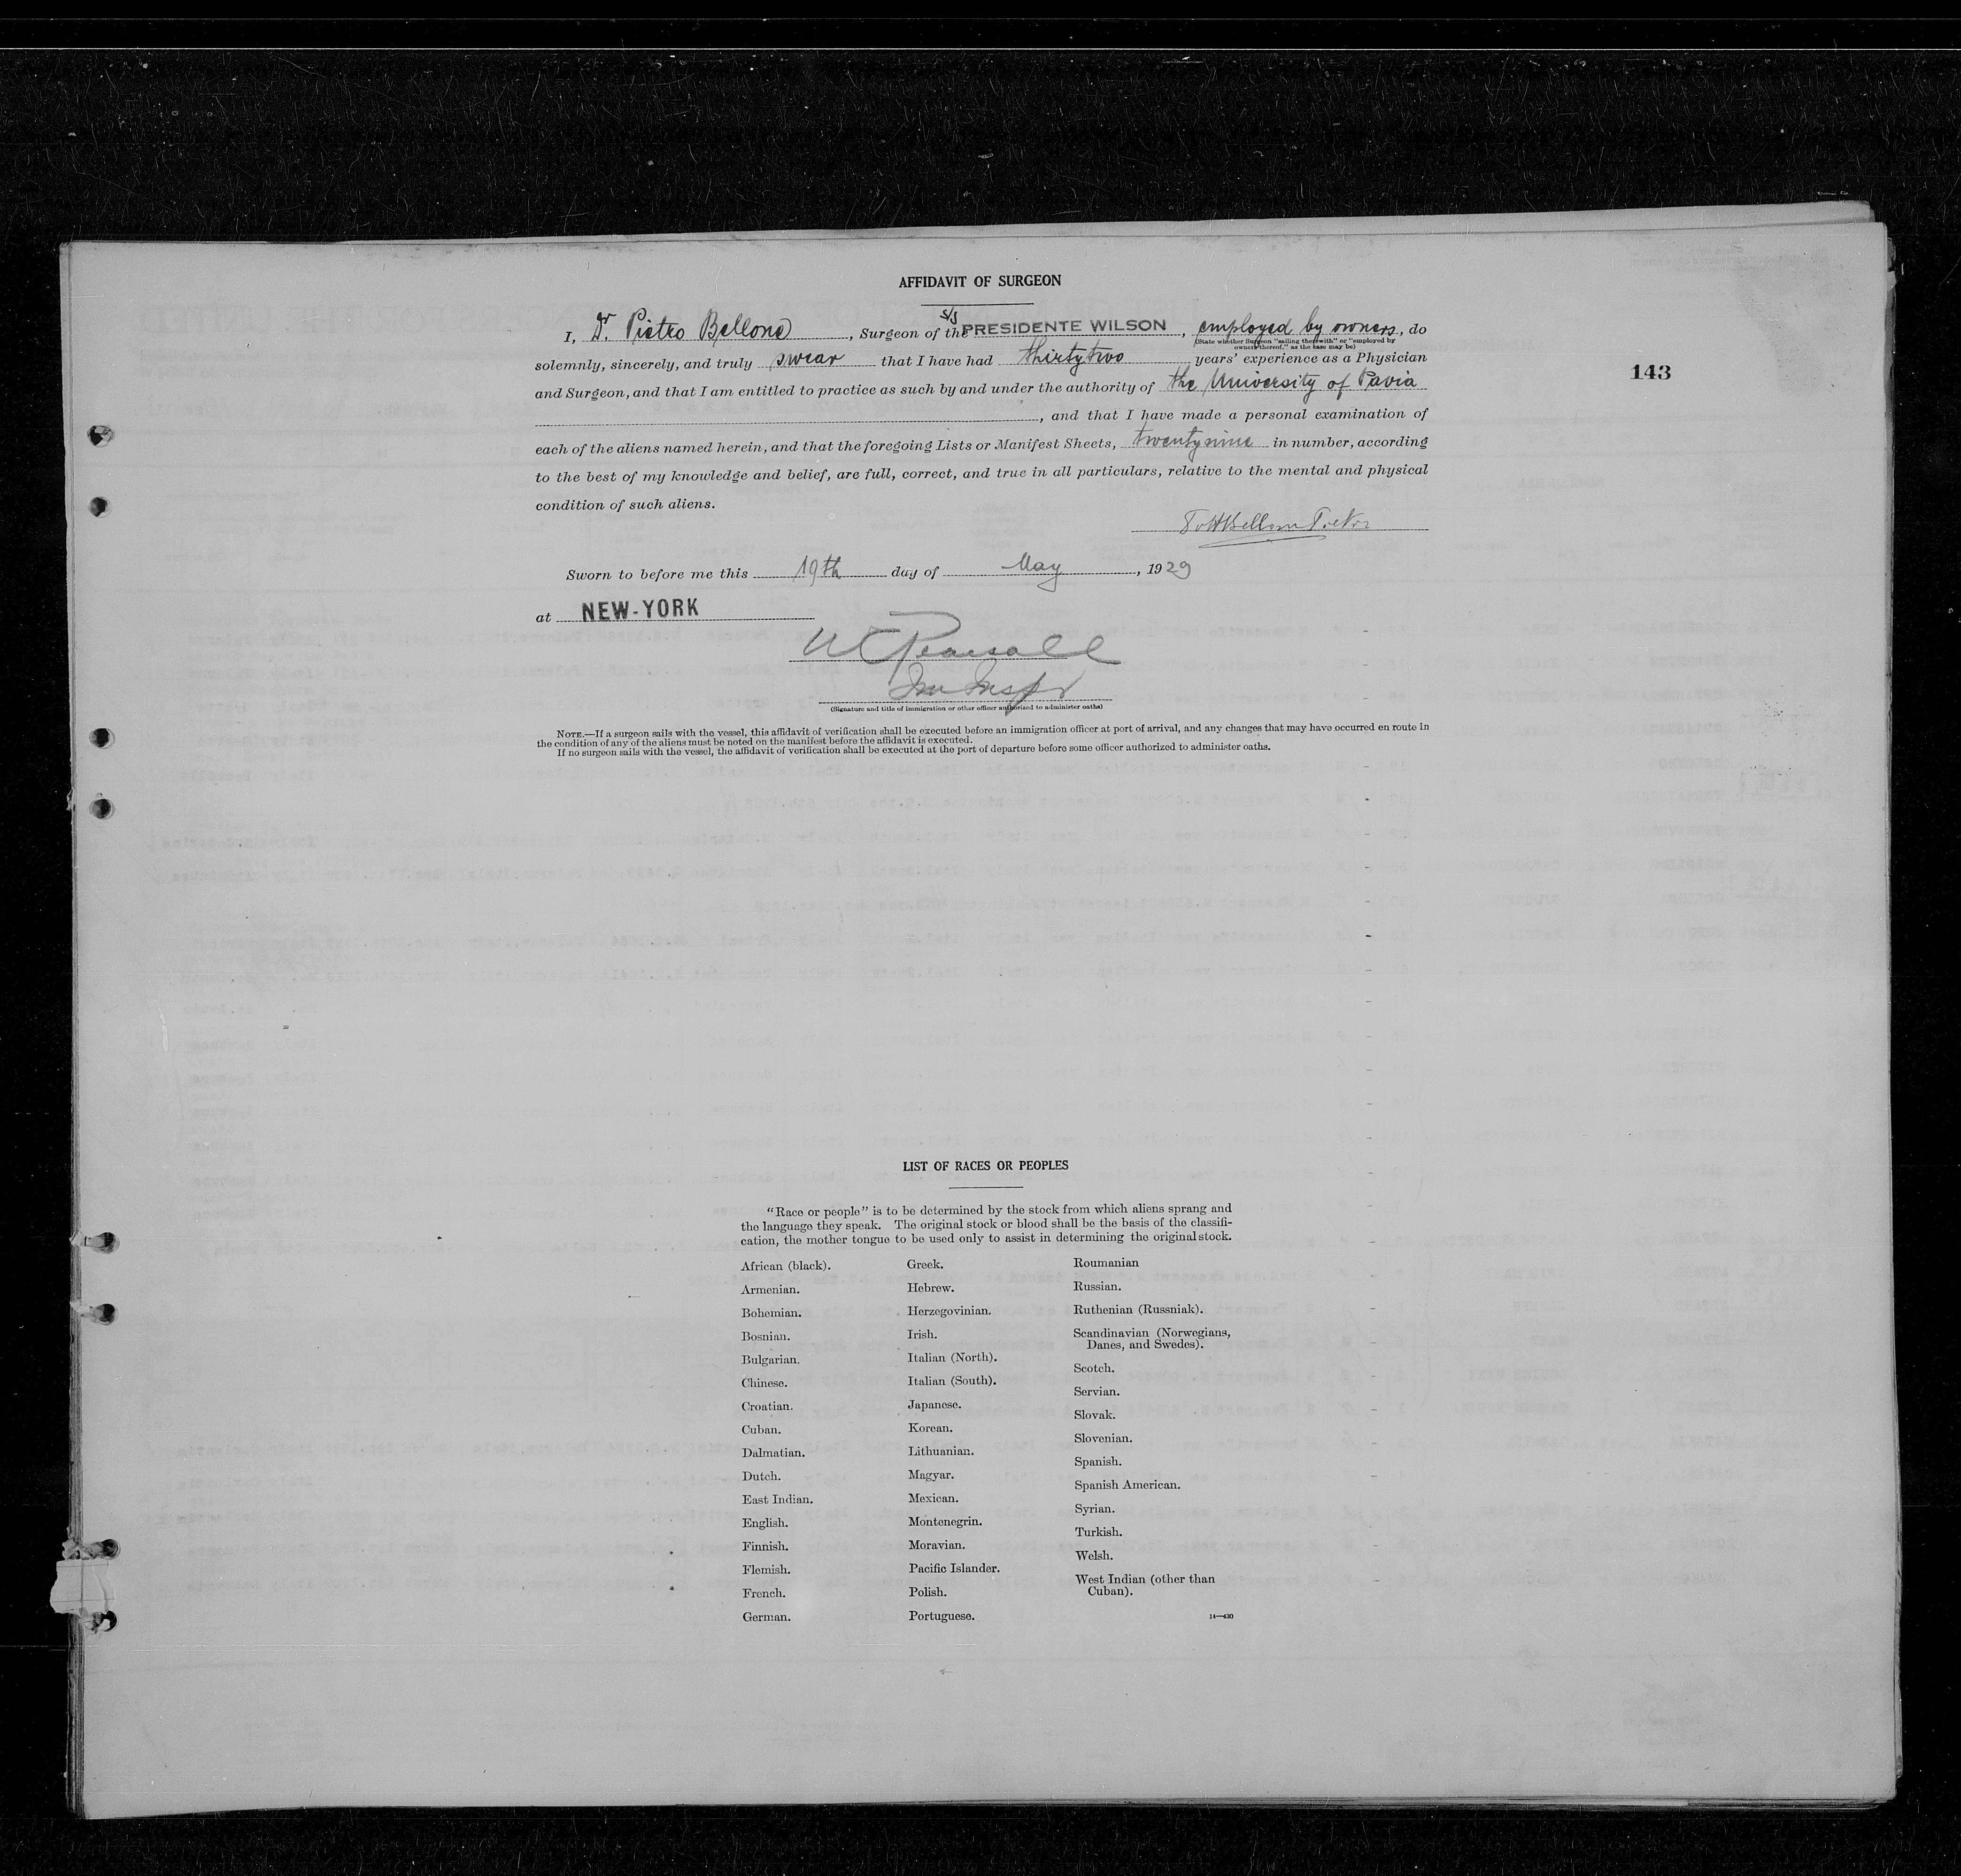 AFFIDAVIT OF SURGEON
I, Dr Pietro Bellone, Surgeon of the S/S PRESIDENTE WILSON, employed by owners, do
(State whether Surgeon "sailing therewith" or "employed by
owners thereof," as the case may be)
solemnly, sincerely, and truly swear that I have had thirtytwo years' experience as a Physician
143
and Surgeon, and that I am entitled to practice as such by and under the authority of the University of Pavia
, and that I have made a personal examination of
each of the aliens named herein, and that the foregoing Lists or Manifest Sheets, twentynine in number, according
to the best of my knowledge and belief, are full, correct, and true in all particulars, relative to the mental and physical
condition of such aliens.
Sworn to before me this 19th day of May, 1929
at NEW-YORK
W C Pearsall
Im Inspr
(Signature and title of immigration or other officer authorized to administer oaths)
NOTE.—If a surgeon sails with the vessel, this affidavit of verification shall be executed before an immigration officer at port of arrival, and any changes that may have occurred en route in
the condition of any of the aliens must be noted on the manifest before the affidavit is executed.
If no surgeon sails with the vessel, the affidavit of verification shall be executed at the port of departure before some officer authorized to administer oaths.
LIST OF RACES OR PEOPLES
"Race or people" is to be determined by the stock from which aliens sprang and
the language they speak. The original stock or blood shall be the basis of the classifi-
cation, the mother tongue to be used only to assist in determining the original stock.
African (black).
Armenian.
Bohemian.
Bosnian.
Bulgarian.
Chinese.
Croatian.
Cuban.
Dalmatian.
Dutch.
East Indian.
English.
Finnish.
Flemish.
French.
German.
Greek.
Hebrew.
Herzegovinian.
Irish.
Italian (North).
Italian (South).
Japanese.
Korean.
Lithuanian.
Magyar.
Mexican.
Montenegrin.
Moravian.
Pacific Islander.
Polish.
Portuguese.
Roumanian
Russian.
Ruthenian (Russniak).
Scandinavian (Norwegians,
Danes, and Swedes).
Scotch.
Servian.
Slovak.
Slovenian.
Spanish.
Spanish American.
Syrian.
Turkish.
Welsh.
West Indian (other than
Cuban).
14—430